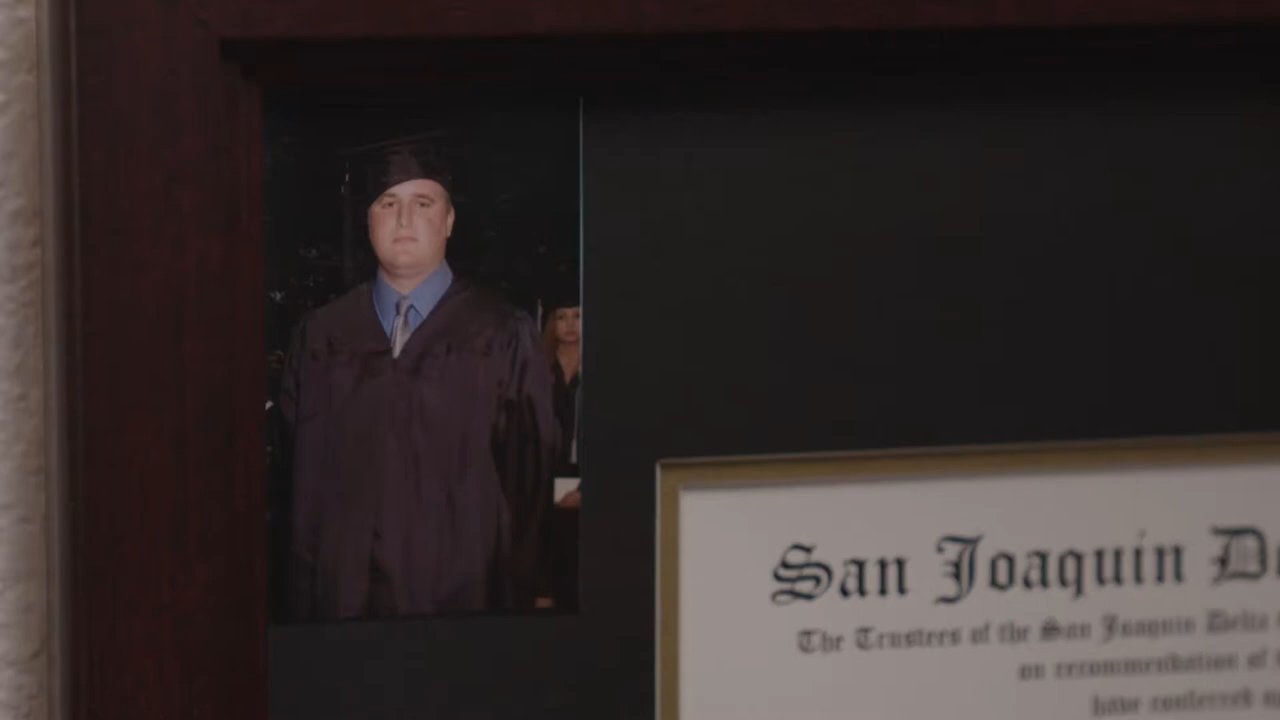 San Joaquin
The Trustees of the San Joaquin Delta
on recommendation of
have conferred